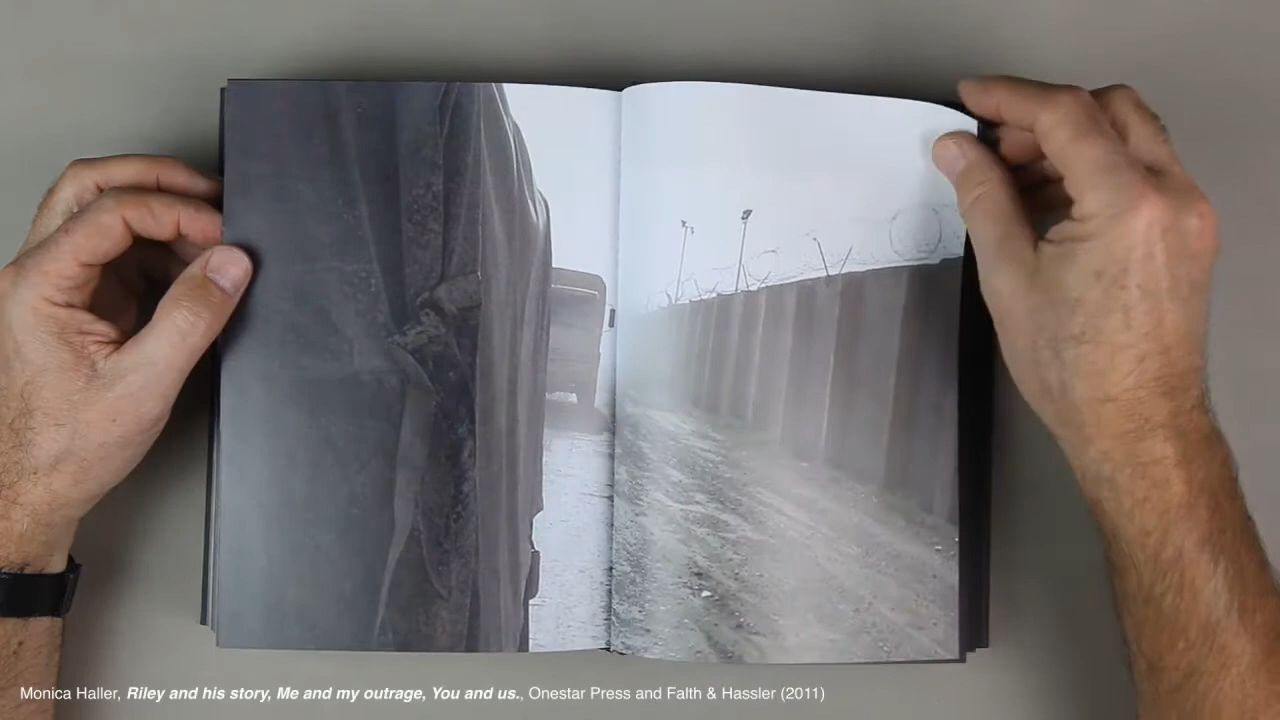 Monica Haller, Riley and his story, Me and my outrage, You and us., Onestar Press and Falth & Hassler (2011)